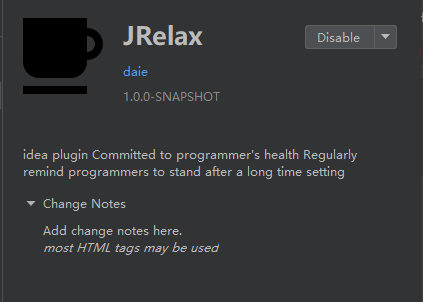 JRelax
Disable
daie
1.0.0-SNAPSHOT
idea plugin Committed to programmer's health Regularly
remind programmers to stand after a long time setting
Change Notes
Add change notes here.
most HTML tags may be used